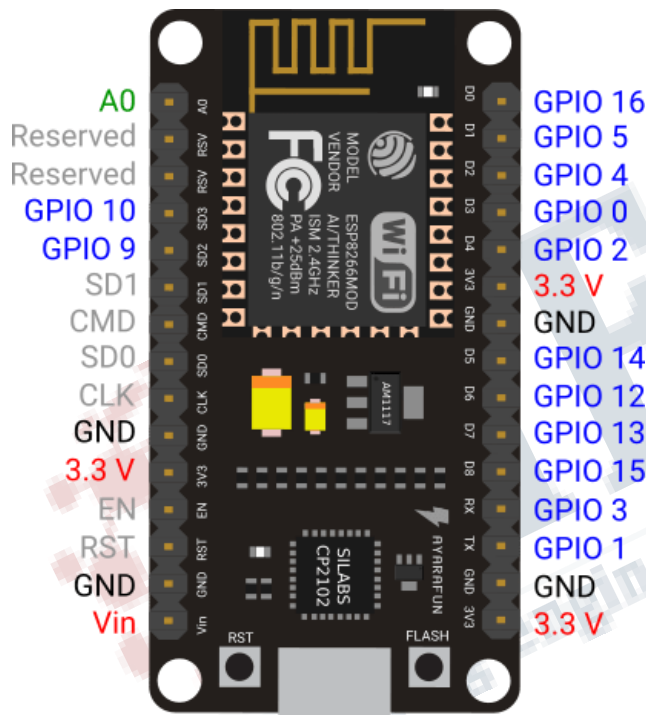 A0
Reserved
Reserved
GPIO 10
GPIO 9
SD1
CMD
SD0
CLK
GND
3.3 V
EN
RST
GND
Vin
A0
RSV
RSV
SD3
SD2
SD1
CMD
SD0
CLK
GND
3V3
EN
RST
GND
Vin
MODEL
VENDOR
ESP8266MOD
AI/THINKER
ISM 2.4GHz
PA +25dBm
802.11b/g/n
FC
Wi Fi
AM1117
SILABS
CP2102
AYARAFUN
RST
FLASH
D0
D1
D2
D3
D4
3V3
GND
D5
D6
D7
D8
RX
TX
GND
3V3
GPIO 16
GPIO 5
GPIO 4
GPIO 0
GPIO 2
3.3 V
GND
GPIO 14
GPIO 12
GPIO 13
GPIO 15
GPIO 3
GPIO 1
GND
3.3 V